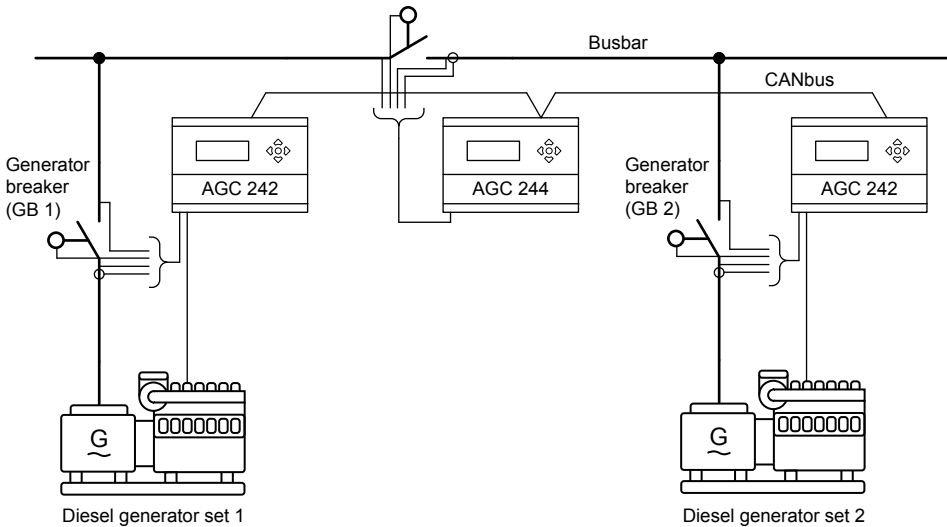 Busbar
CANbus
Generator
breaker
(GB 1)
AGC 242
AGC 244
Generator
breaker
(GB 2)
AGC 242
G
G
Diesel generator set 1
Diesel generator set 2